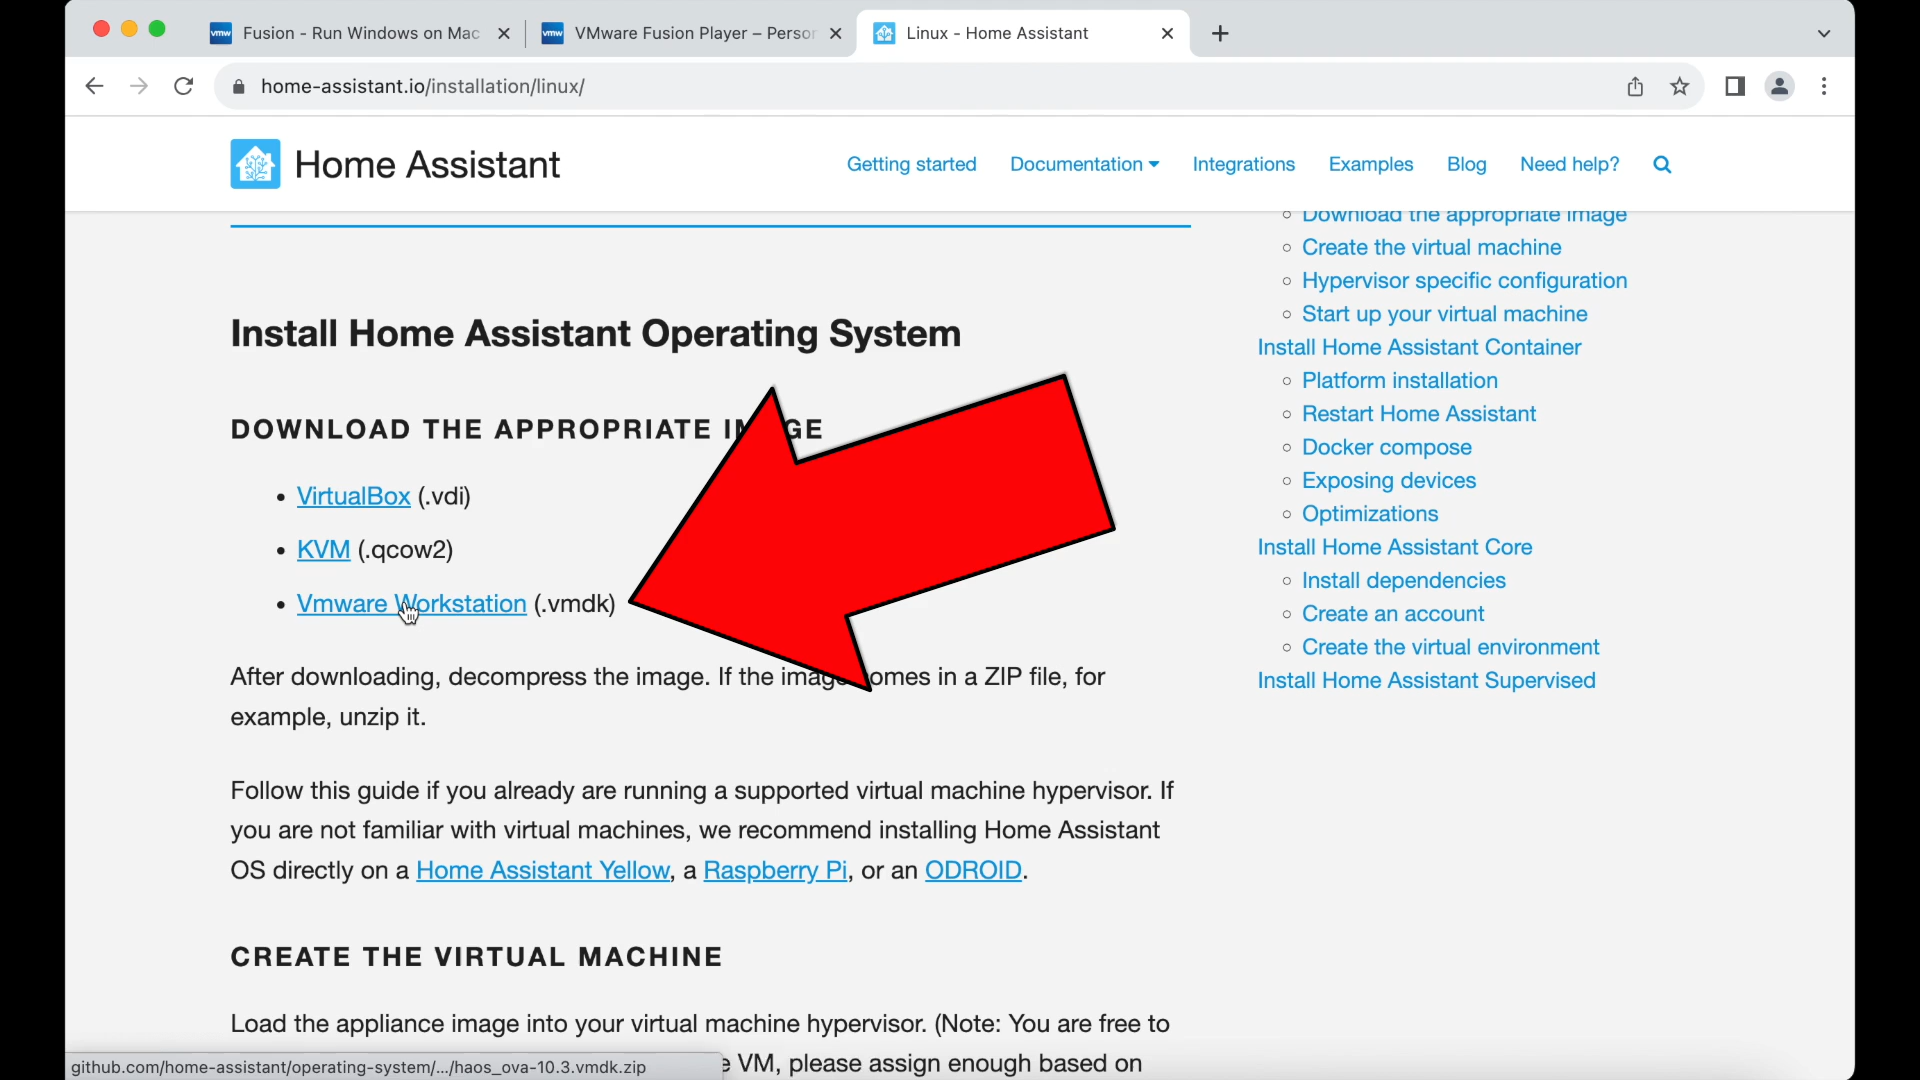 Fusion - Run Windows on Mac
VMware Fusion Player – Person
Linux - Home Assistant
home-assistant.io/installation/linux/
Home Assistant
Getting started
Documentation
Integrations
Examples
Blog
Need help?
Install Home Assistant Operating System
DOWNLOAD THE APPROPRIATE IMAGE
VirtualBox (.vdi)
KVM (.qcow2)
Vmware Workstation (.vmdk)
After downloading, decompress the image. If the image comes in a ZIP file, for
example, unzip it.
Follow this guide if you already are running a supported virtual machine hypervisor. If
you are not familiar with virtual machines, we recommend installing Home Assistant
OS directly on a Home Assistant Yellow, a Raspberry Pi, or an ODROID.
CREATE THE VIRTUAL MACHINE
Load the appliance image into your virtual machine hypervisor. (Note: You are free to
VM, please assign enough based on
github.com/home-assistant/operating-system/.../haos_ova-10.3.vmdk.zip
Download the appropriate image
Create the virtual machine
Hypervisor specific configuration
Start up your virtual machine
Install Home Assistant Container
Platform installation
Restart Home Assistant
Docker compose
Exposing devices
Optimizations
Install Home Assistant Core
Install dependencies
Create an account
Create the virtual environment
Install Home Assistant Supervised